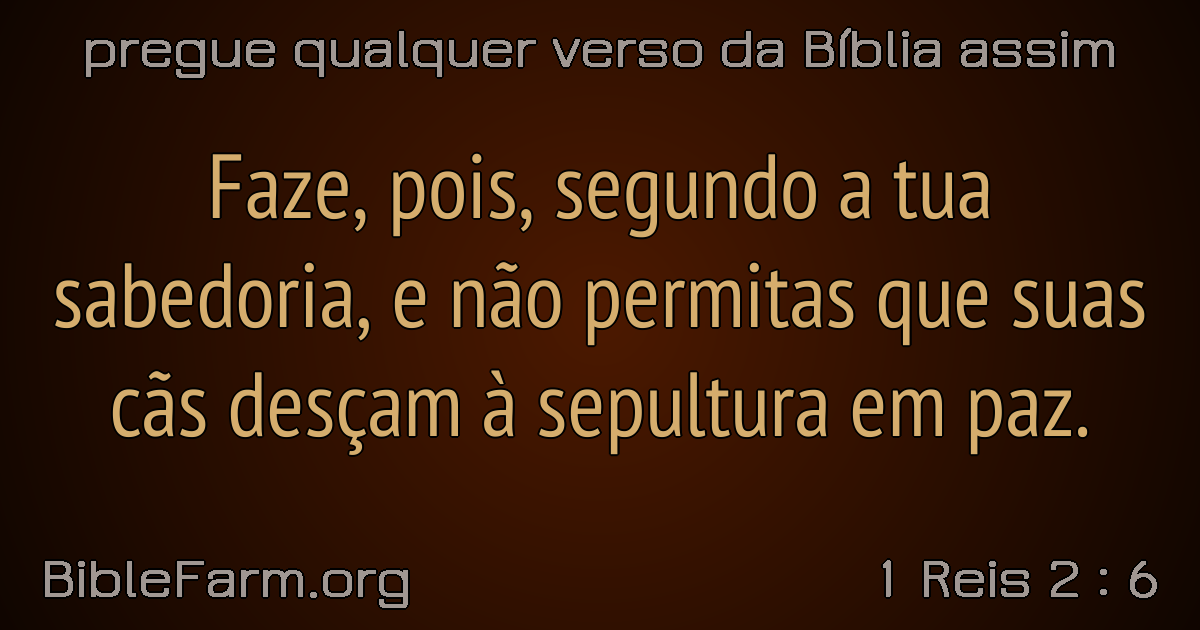 pregue qualquer verso da Bíblia assim
Faze, pois, segundo a tua
sabedoria, e não permitas que suas
cãs desçam à sepultura em paz.
BibleFarm.org
1 Reis 2 : 6